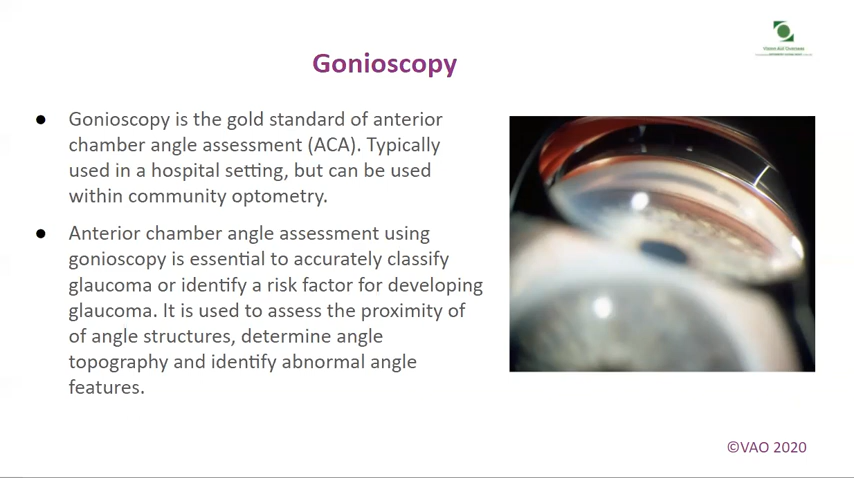 Vision Aid Overseas
Gonioscopy
● Gonioscopy is the gold standard of anterior
chamber angle assessment (ACA). Typically
used in a hospital setting, but can be used
within community optometry.
● Anterior chamber angle assessment using
gonioscopy is essential to accurately classify
glaucoma or identify a risk factor for developing
glaucoma. It is used to assess the proximity of
of angle structures, determine angle
topography and identify abnormal angle
features.
©VAO 2020